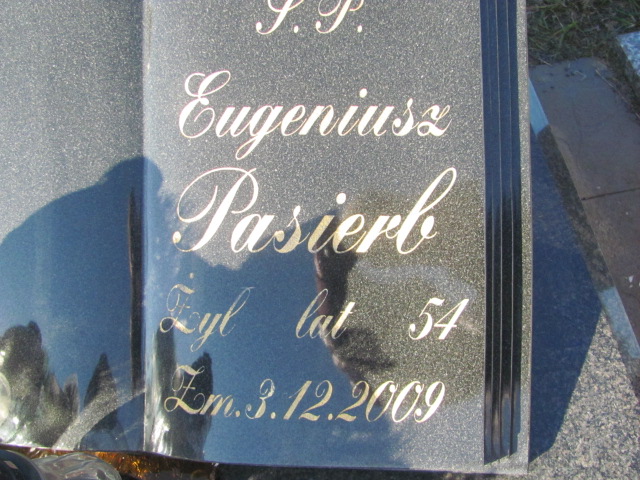 Ś.P.
Eugeniusz
Pasierb
Żył lat 54
Zm.3.12.2009